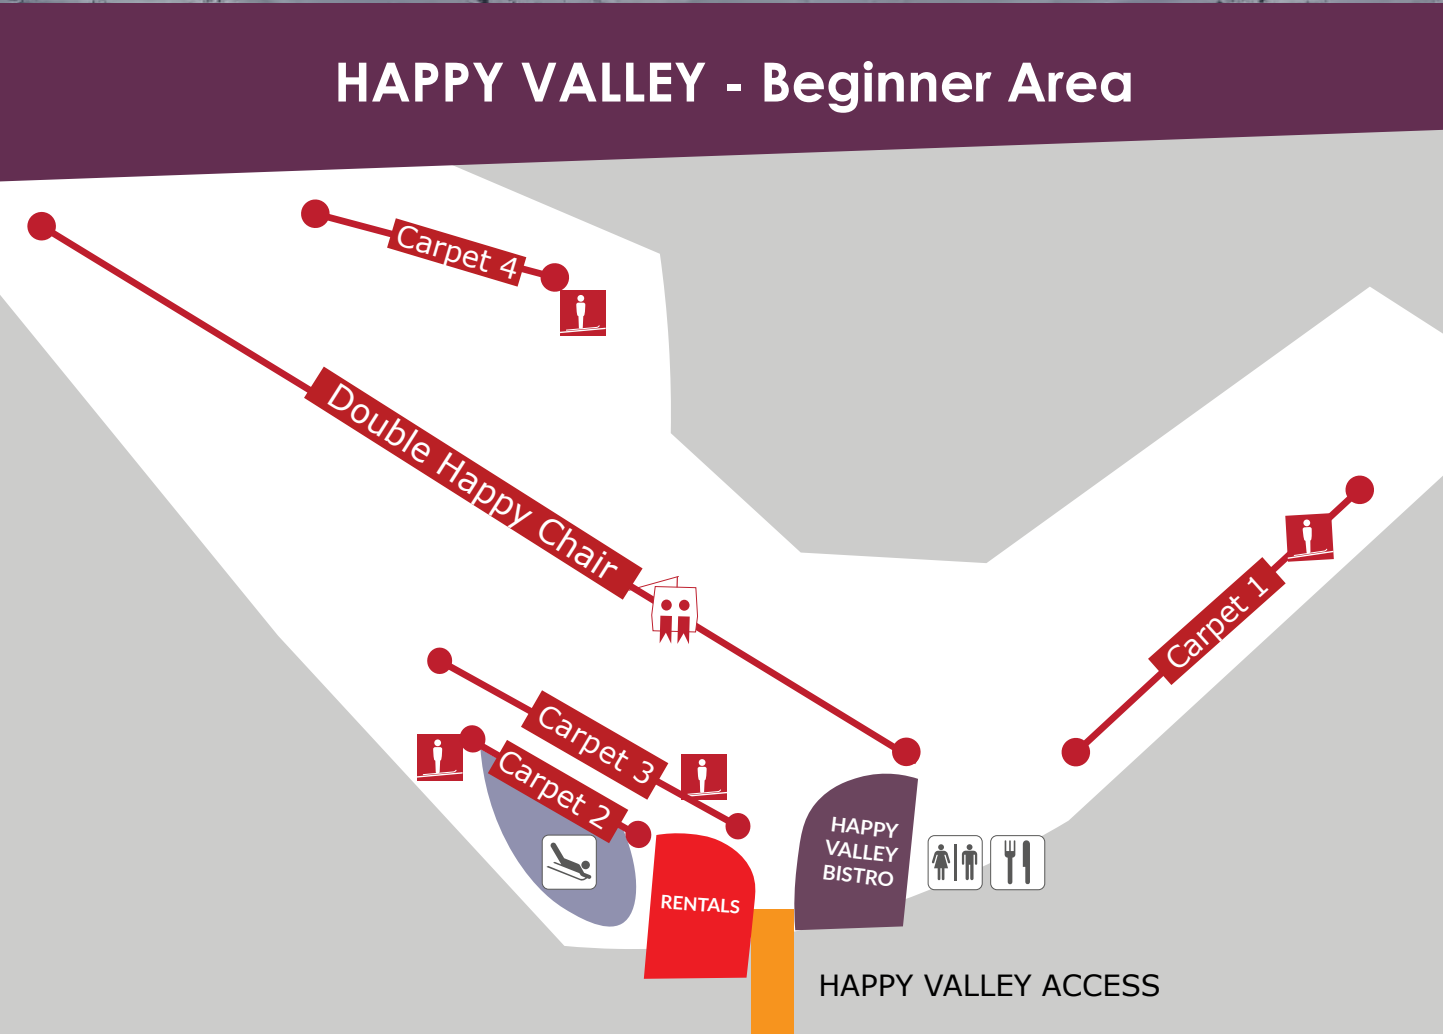 HAPPY VALLEY - Beginner Area
Carpet 4
Double Happy Chair
Carpet 1
Carpet 3
Carpet 2
HAPPY
VALLEY
BISTRO
RENTALS
HAPPY VALLEY ACCESS